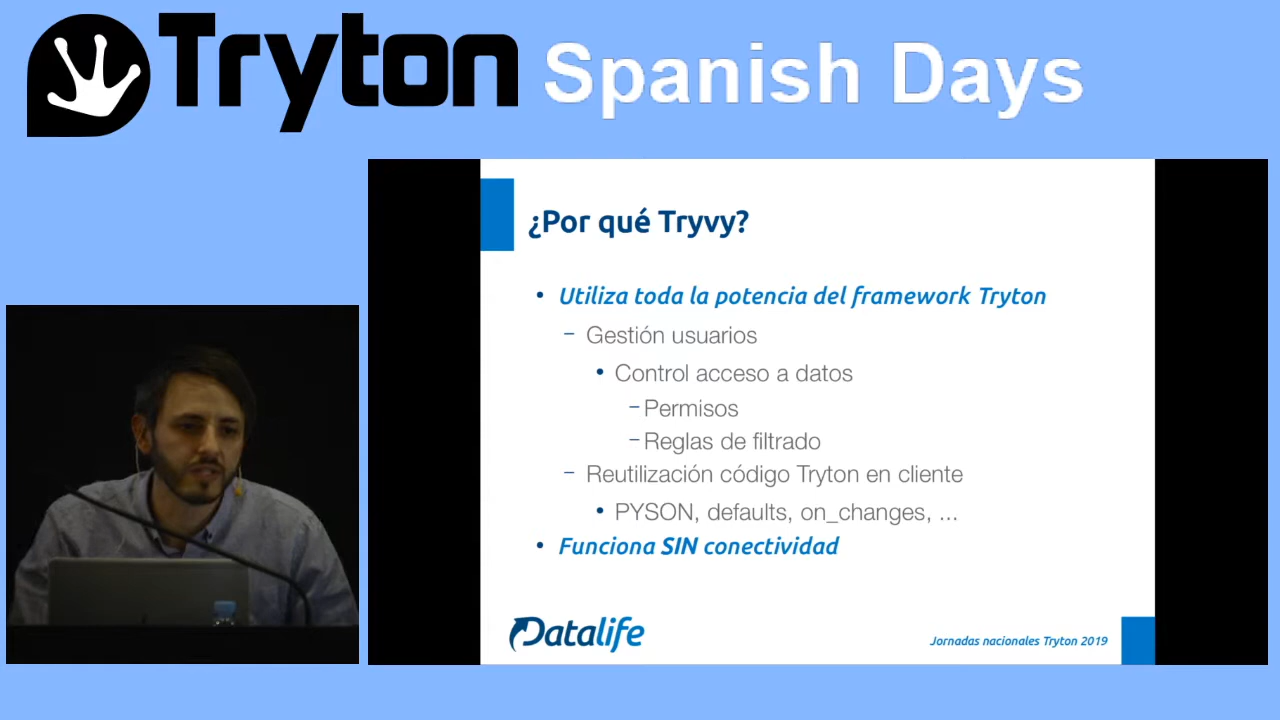 Tryton Spanish Days
¿Por qué Tryvy?
• Utiliza toda la potencia del framework Tryton
– Gestión usuarios
• Control acceso a datos
– Permisos
– Reglas de filtrado
– Reutilización código Tryton en cliente
• PYSON, defaults, on_changes, ...
• Funciona SIN conectividad
Datalife
Jornadas nacionales Tryton 2019